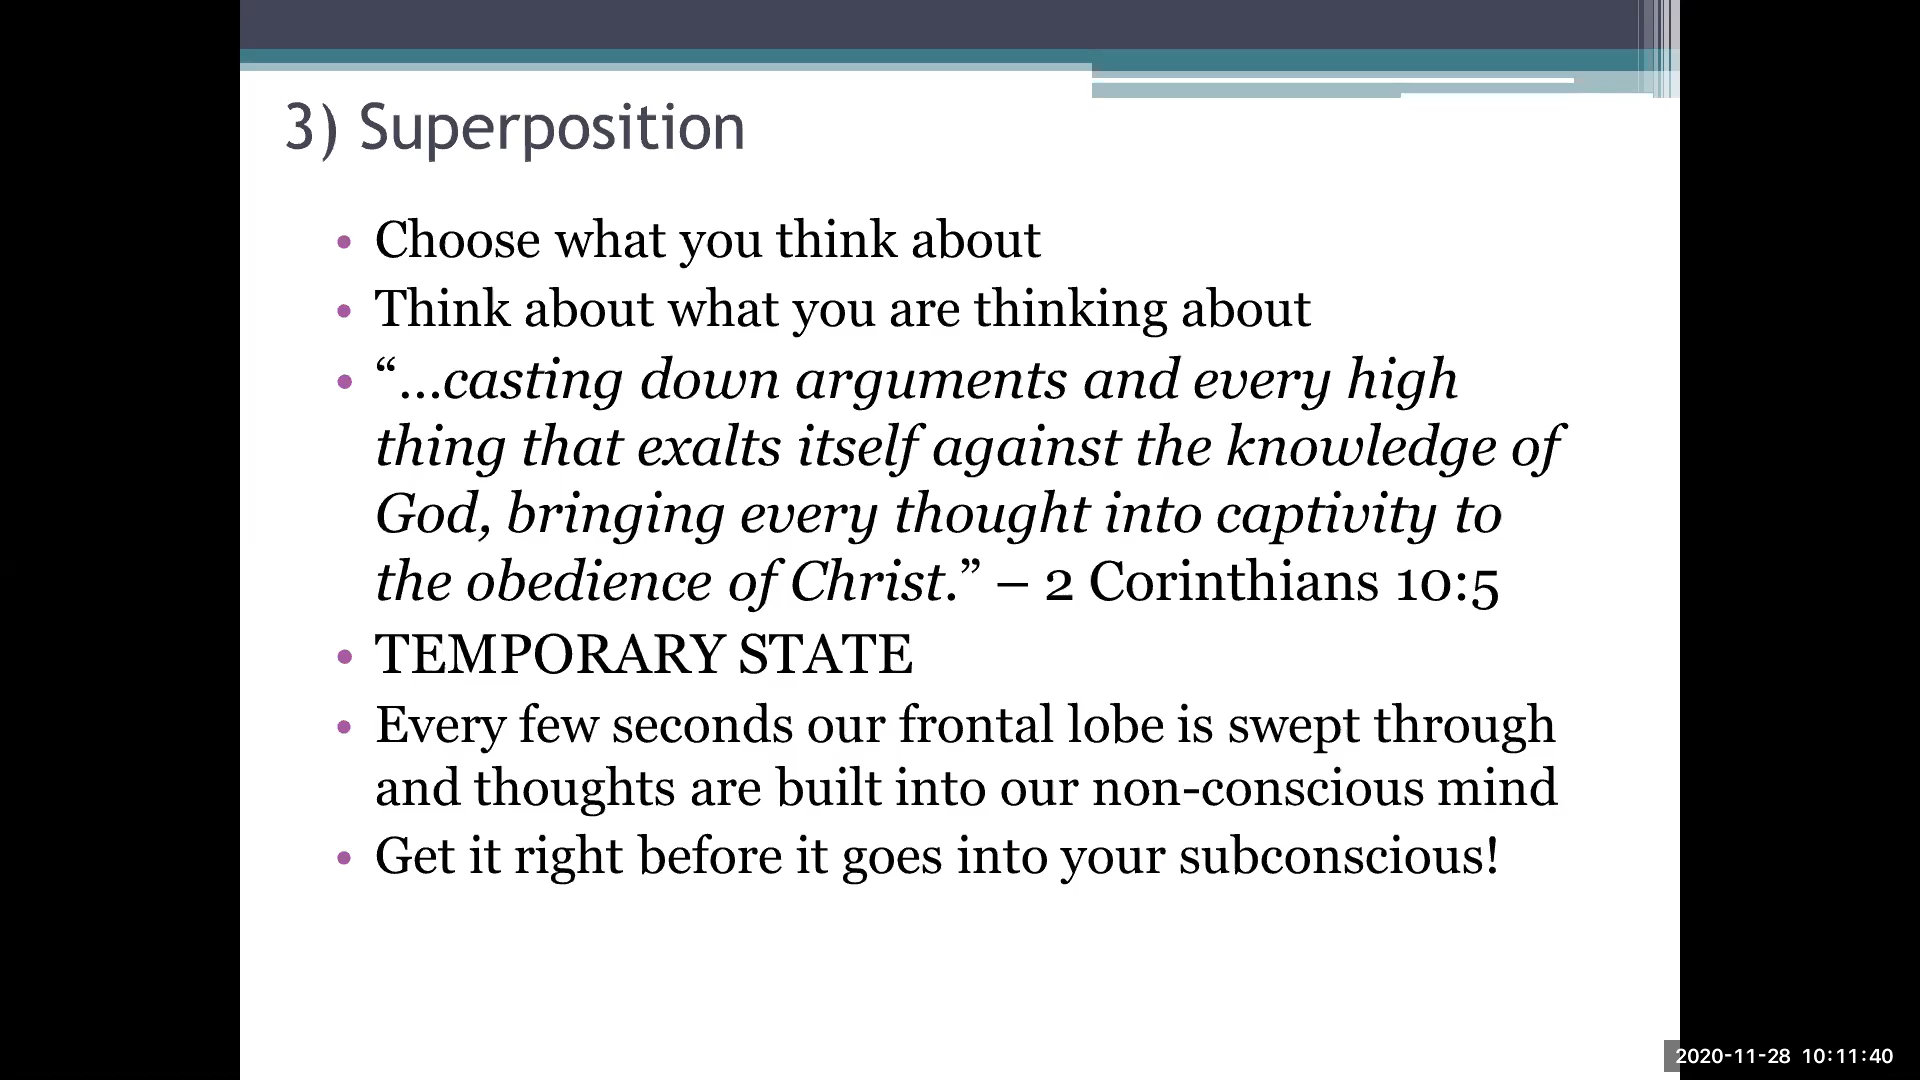 3) Superposition
• Choose what you think about
• Think about what you are thinking about
• “…casting down arguments and every high
thing that exalts itself against the knowledge of
God, bringing every thought into captivity to
the obedience of Christ.” – 2 Corinthians 10:5
• TEMPORARY STATE
• Every few seconds our frontal lobe is swept through
and thoughts are built into our non-conscious mind
• Get it right before it goes into your subconscious!
2020-11-28 10:11:40